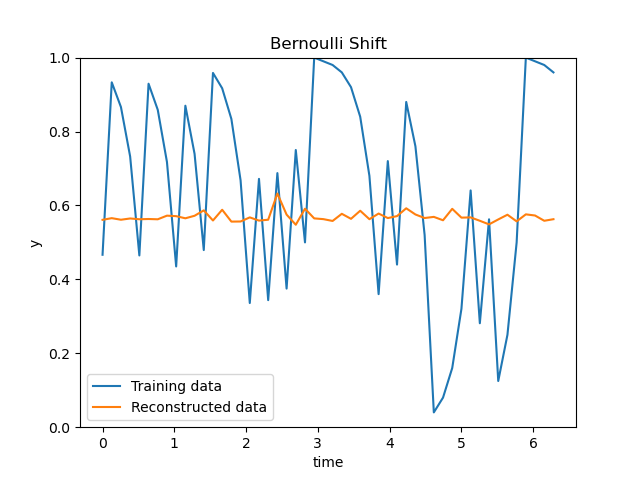 Bernoulli Shift
1.0
0.8
0.6
0.4
0.2
0.0
y
Training data
Reconstructed data
0 1 2 3 4 5 6
time